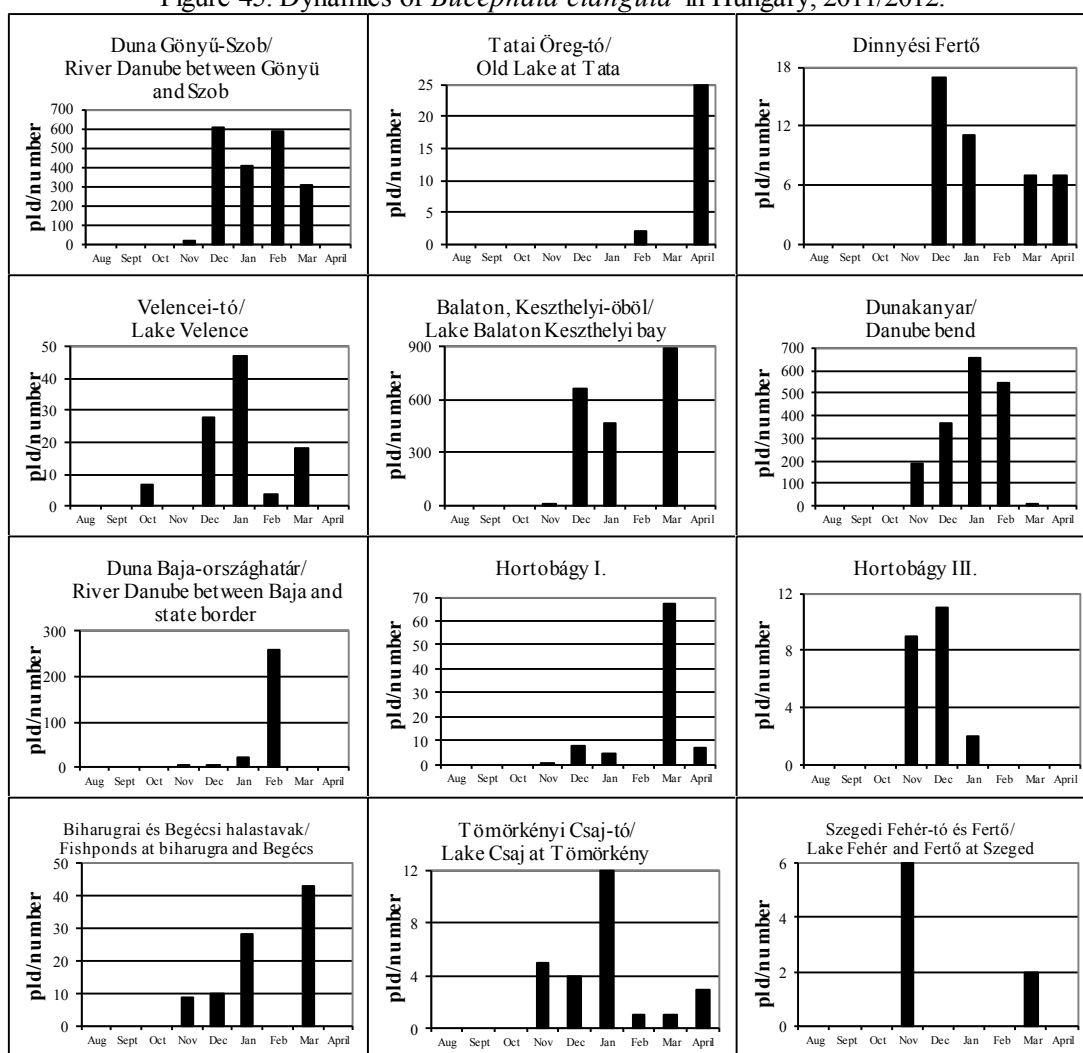 Figure 45. Dynamics of Bucephala clangula in Hungary, 2011/2012.
Duna Gönyű-Szob/
River Danube between Gönyü
and Szob
pld/number
700
600
500
400
300
200
100
0
Aug Sept Oct Nov Dec Jan Feb Mar April
Tatai Öreg-tó/
Old Lake at Tata
pld/number
25
20
15
10
5
0
Aug Sept Oct Nov Dec Jan Feb Mar April
Dinnyési Fertő
pld/number
18
12
6
0
Aug Sept Oct Nov Dec Jan Feb Mar April
Velencei-tó/
Lake Velence
pld/number
50
40
30
20
10
0
Aug Sept Oct Nov Dec Jan Feb Mar April
Balaton, Keszthelyi-öböl/
Lake Balaton Keszthelyi bay
pld/number
900
600
300
0
Aug Sept Oct Nov Dec Jan Feb Mar April
Dunakanyar/
Danube bend
pld/number
700
600
500
400
300
200
100
0
Aug Sept Oct Nov Dec Jan Feb Mar April
Duna Baja-országhatár/
River Danube between Baja and
state border
pld/number
300
200
100
0
Aug Sept Oct Nov Dec Jan Feb Mar April
Hortobágy I.
pld/number
70
60
50
40
30
20
10
0
Aug Sept Oct Nov Dec Jan Feb Mar April
Hortobágy III.
pld/number
12
8
4
0
Aug Sept Oct Nov Dec Jan Feb Mar April
Biharugrai és Begécsi halastavak/
Fishponds at biharugra and Begécs
pld/number
50
40
30
20
10
0
Aug Sept Oct Nov Dec Jan Feb Mar April
Tömörkényi Csaj-tó/
Lake Csaj at Tömörkény
pld/number
12
8
4
0
Aug Sept Oct Nov Dec Jan Feb Mar April
Szegedi Fehér-tó és Fertő/
Lake Fehér and Fertő at Szeged
pld/number
6
4
2
0
Aug Sept Oct Nov Dec Jan Feb Mar April